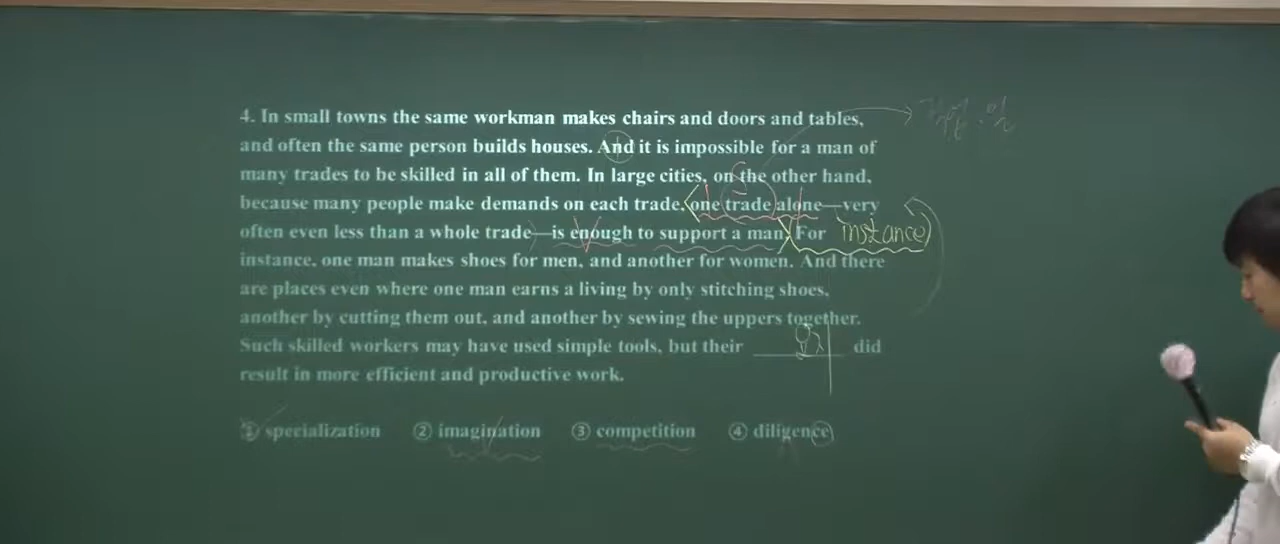 4. In small towns the same workman makes chairs and doors and tables,
and often the same person builds houses. And it is impossible for a man of
many trades to be skilled in all of them. In large cities, on the other hand,
because many people make demands on each trade, one trade alone—very
often even less than a whole trade—is enough to support a man. For instance
instance, one man makes shoes for men, and another for women. And there
are places even where one man earns a living by only stitching shoes,
another by cutting them out, and another by sewing the uppers together.
Such skilled workers may have used simple tools, but their ________ did
result in more efficient and productive work.
① specialization ② imagination ③ competition ④ diligence